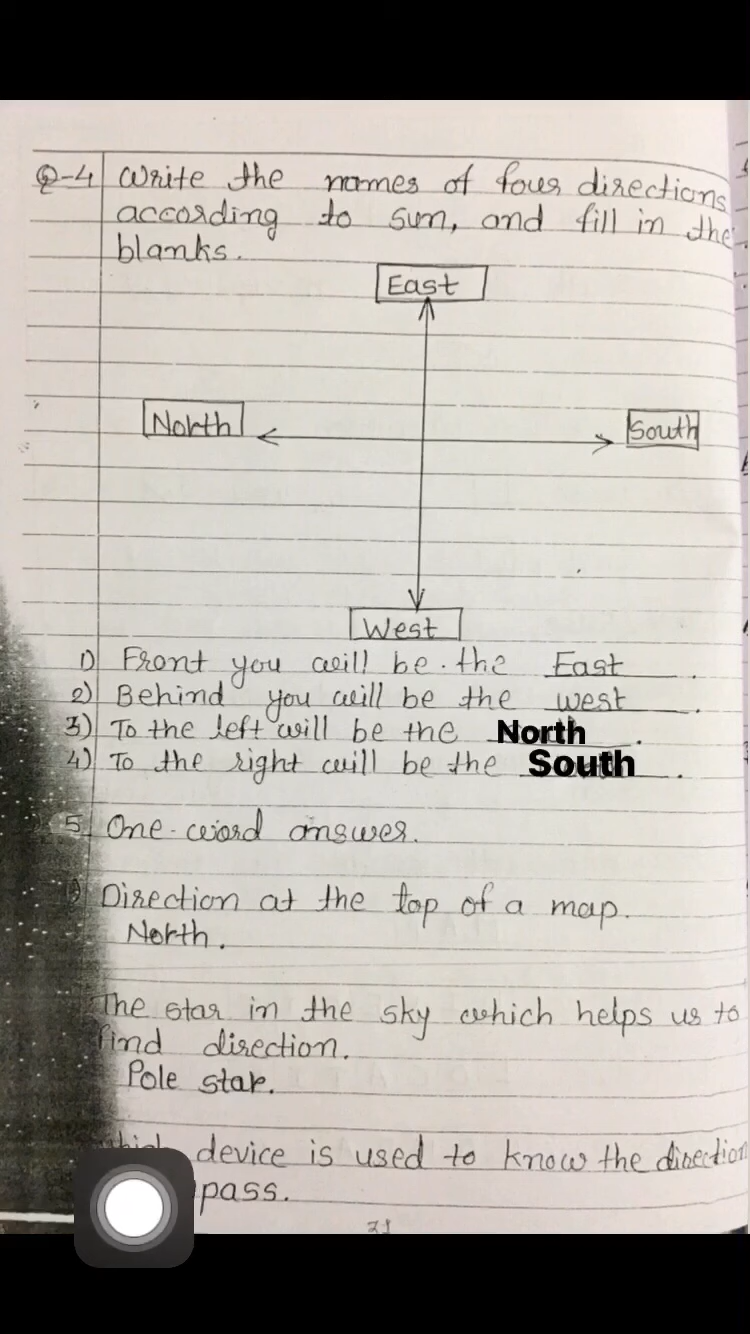 Q-4 Write the names of four directions
according to sun, and fill in the
blanks.
East
North
South
West
1) Front you will be the East .
2) Behind you will be the west .
3) To the left will be the North .
4) To the right will be the South .
5 One word answer.
Direction at the top of a map.
North.
The star in the sky which helps us to
find direction.
Pole star.
device is used to know the direction
pass.